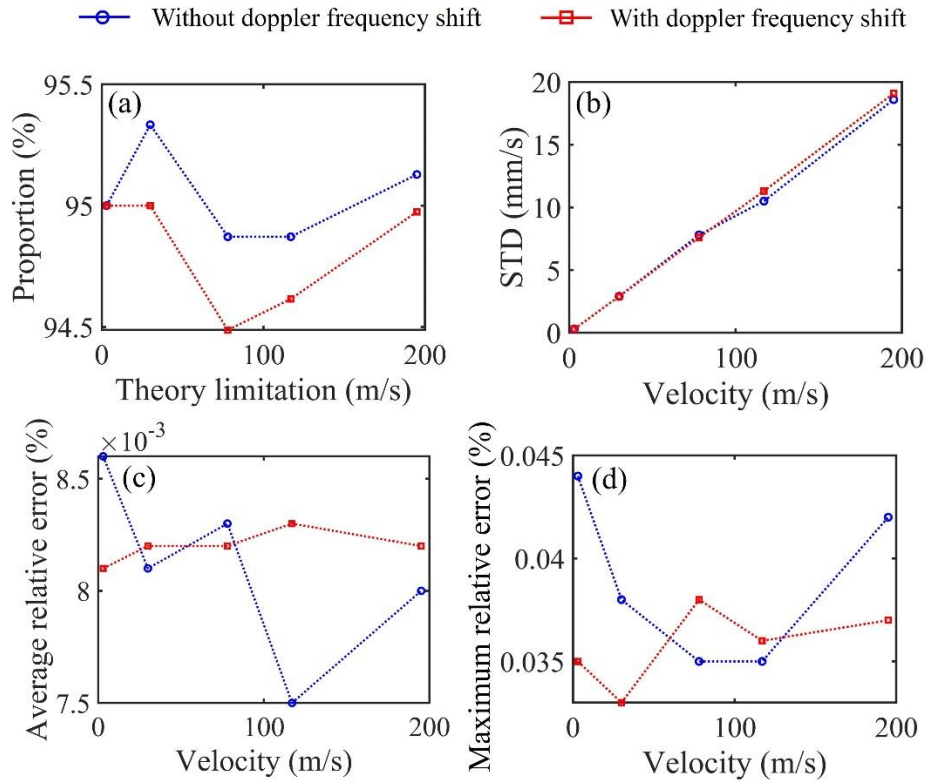 Without doppler frequency shift
With doppler frequency shift
(a)
Proportion (%)
95.5
95
94.5
0
100
200
Theory limitation (m/s)
(b)
STD (mm/s)
20
15
10
5
0
0
100
200
Velocity (m/s)
(c)
×10⁻³
Average relative error (%)
8.5
8
7.5
0
100
200
Velocity (m/s)
(d)
Maximum relative error (%)
0.045
0.04
0.035
0
100
200
Velocity (m/s)